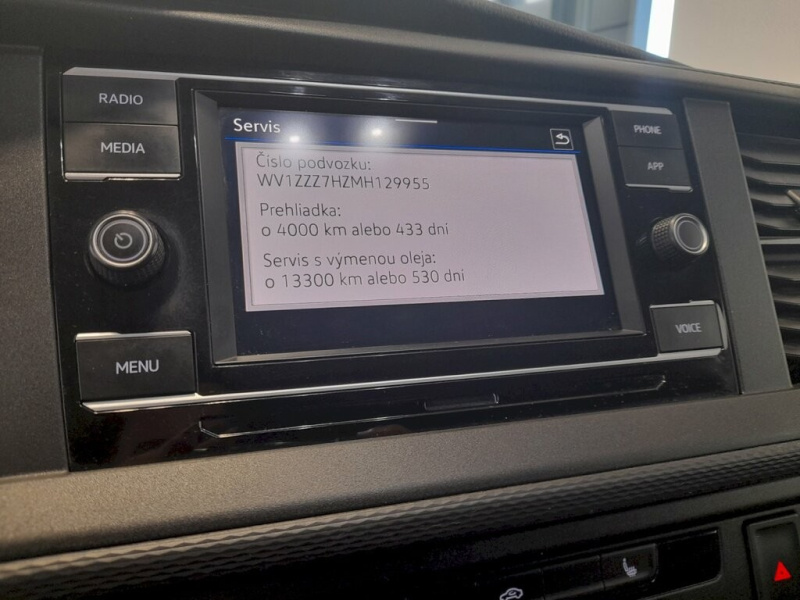 RADIO
MEDIA
MENU
Servis
Číslo podvozku:
WV1ZZZ7HZMH129955
Prehliadka:
o 4000 km alebo 433 dní
Servis s výmenou oleja:
o 13300 km alebo 530 dní
PHONE
APP
VOICE